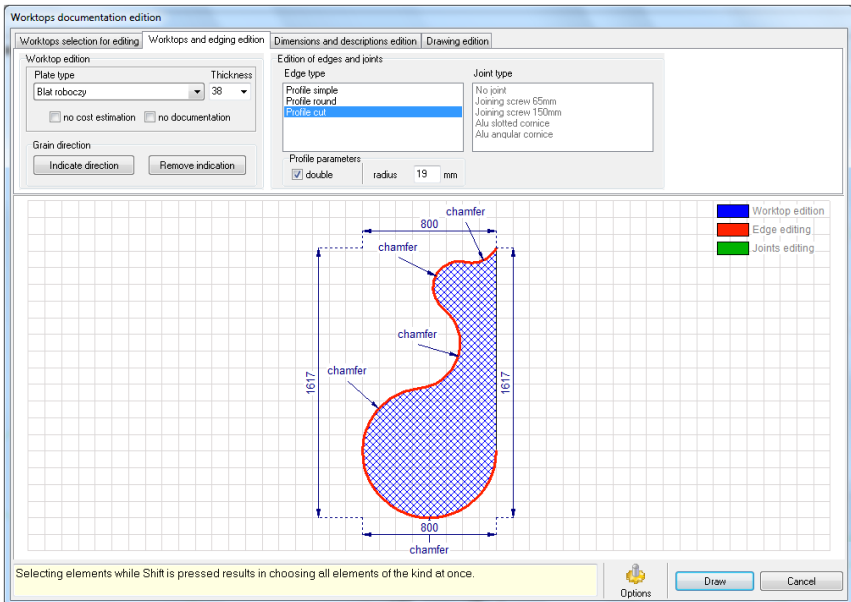 Worktops documentation edition
Worktops selection for editing Worktops and edging edition Dimensions and descriptions edition Drawing edition
Worktop edition
Plate type Thickness
Blat roboczy 38
no cost estimation no documentation
Grain direction
Indicate direction Remove indication
Edition of edges and joints
Edge type Joint type
Profile simple
Profile round
Profile cut
No joint
Joining screw 65mm
Joining screw 150mm
Alu slotted cornice
Alu angular cornice
Profile parameters
double radius 19 mm
Worktop edition
Edge editing
Joints editing
chamfer
800
chamfer
chamfer
chamfer
1617
1617
800
chamfer
Selecting elements while Shift is pressed results in choosing all elements of the kind at once.
Options
Draw
Cancel